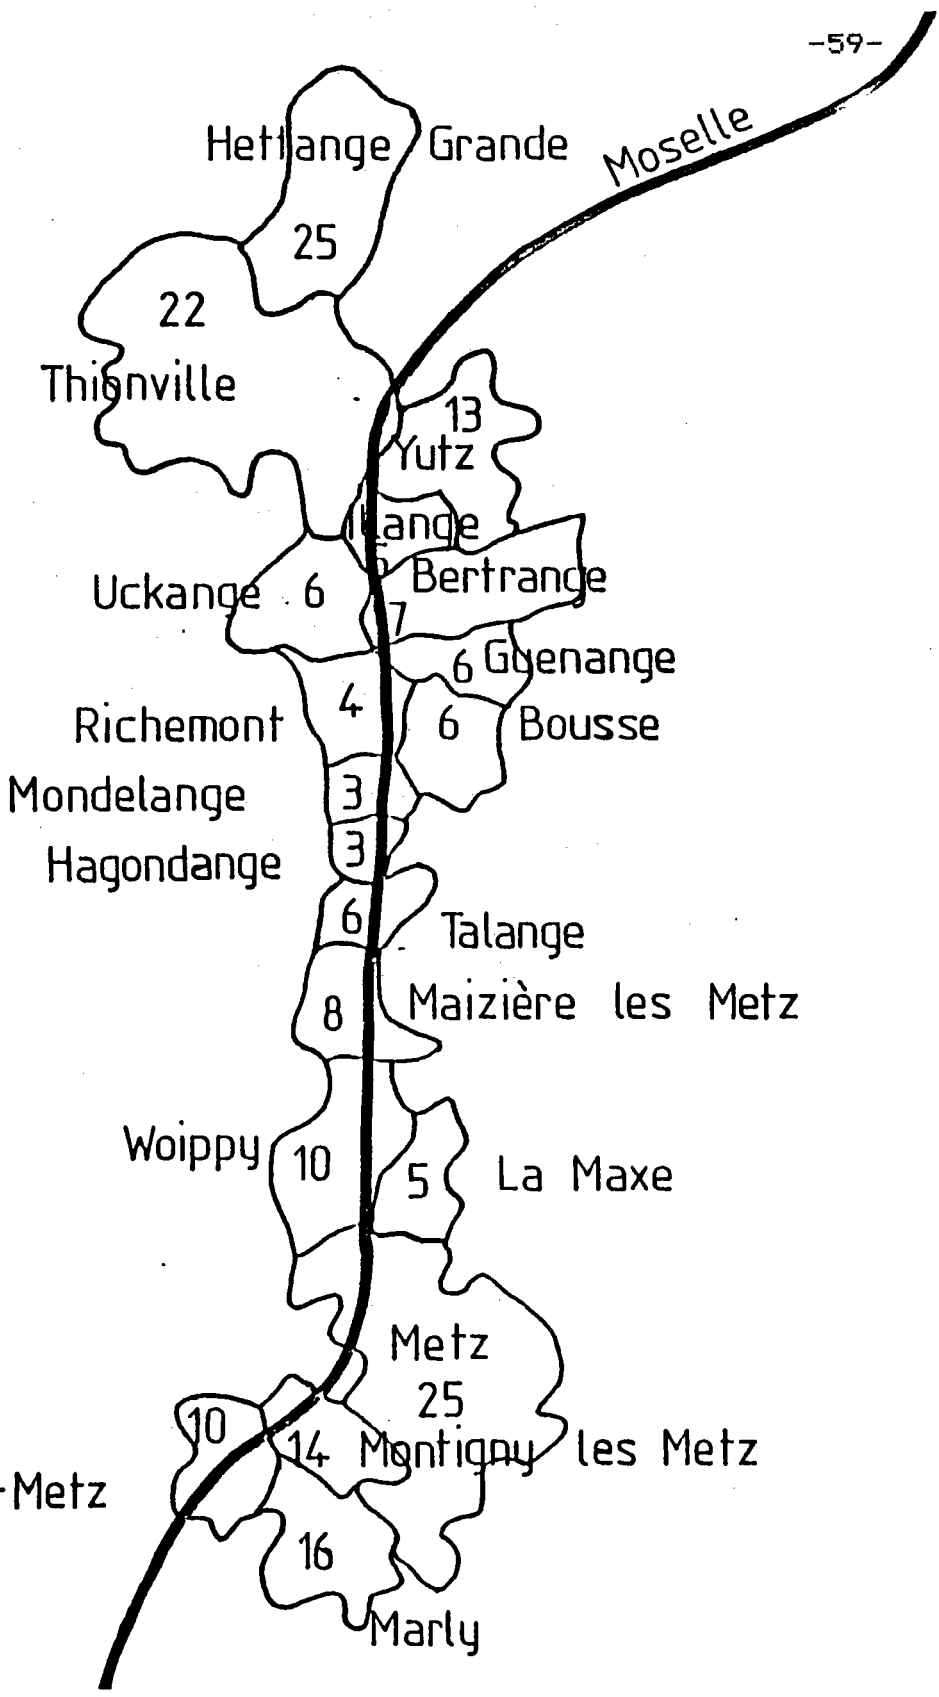 -59-
Moselle
Hettange Grande
25
22
Thionville
13
Yutz
Illange
Bertrange
Uckange
6
7
6
Guenange
4
Richemont
6
Bousse
Mondelange
3
Hagondange
3
6
Talange
8
Maizière les Metz
Woippy
10
5
La Maxe
Metz
25
10
14
Montigny les Metz
-Metz
16
Marly